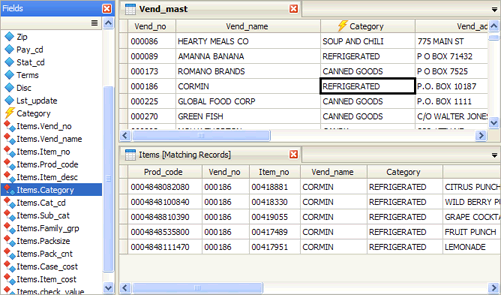 Fields
Zip
Pay_cd
Stat_cd
Terms
Disc
Lst_update
Category
Items.Vend_no
Items.Vend_name
Items.Item_no
Items.Prod_code
Items.Item_desc
Items.Category
Items.Cat_cd
Items.Sub_cat
Items.Family_grp
Items.Packsize
Items.Pack_cnt
Items.Case_cost
Items.Item_cost
Items.check_value
Vend_mast
Vend_no Vend_name Category Vend_ad
000086 HEARTY MEALS CO SOUP AND CHILI 775 MAIN ST
000089 AMANNA BANANA REFRIGERATED P O BOX 71432
000173 ROMANO BRANDS CANNED GOODS P O BOX 7525
000186 CORMIN REFRIGERATED P.O. BOX 10187
000225 GLOBAL FOOD CORP CANNED GOODS P.O. BOX 1111
000270 GREEN FISH CANNED GOODS C/O WALTER JONES
Items [Matching Records]
Prod_code Vend_no Item_no Vend_name Category
0004848082080 000186 00418881 CORMIN REFRIGERATED CITRUS PUNCH
0004848100840 000186 00418330 CORMIN REFRIGERATED WILD BERRY PU
0004848810390 000186 00419055 CORMIN REFRIGERATED GRAPE COCKTA
0004848535800 000186 00417489 CORMIN REFRIGERATED FRUIT PUNCH
0004848111470 000186 00417951 CORMIN REFRIGERATED LEMONADE